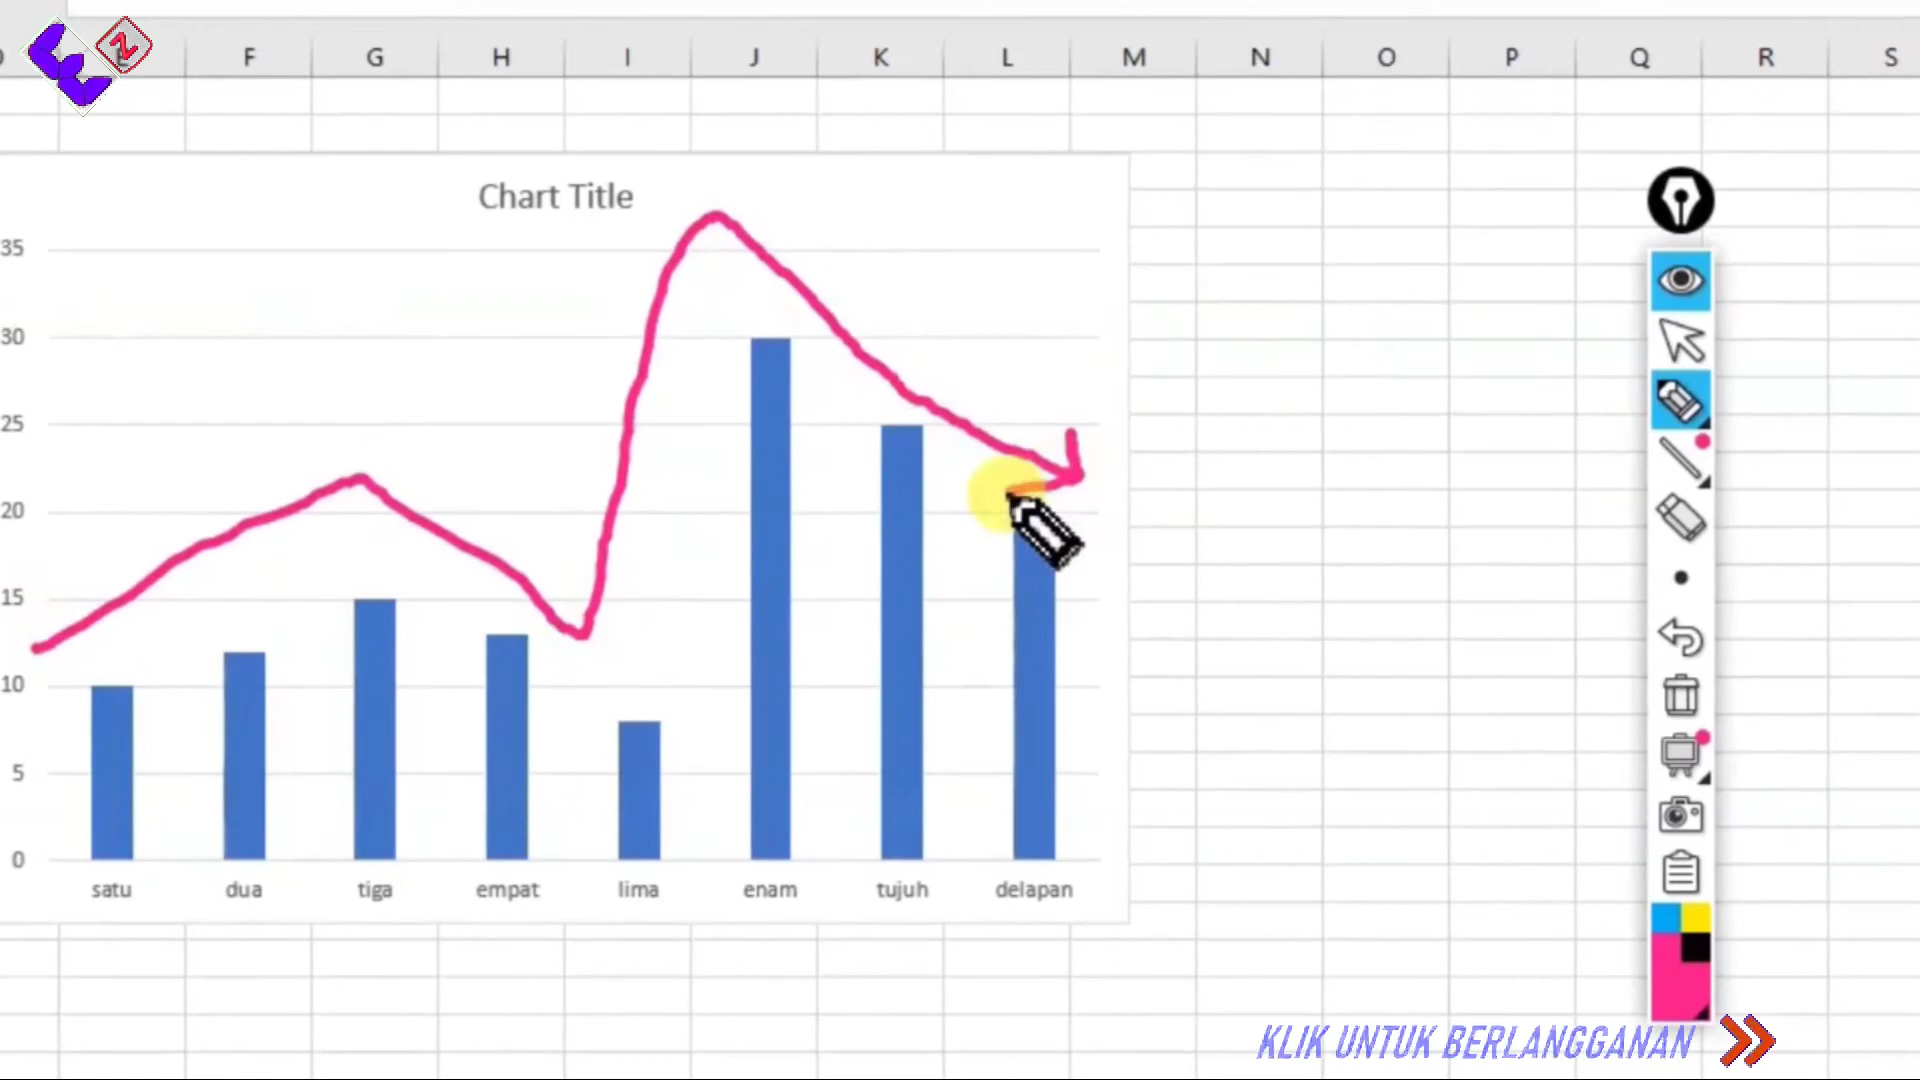 F G H I J K L M N O P Q R S
Chart Title
35
30
25
20
15
10
5
0
satu dua tiga empat lima enam tujuh delapan
KLIK UNTUK BERLANGGANAN